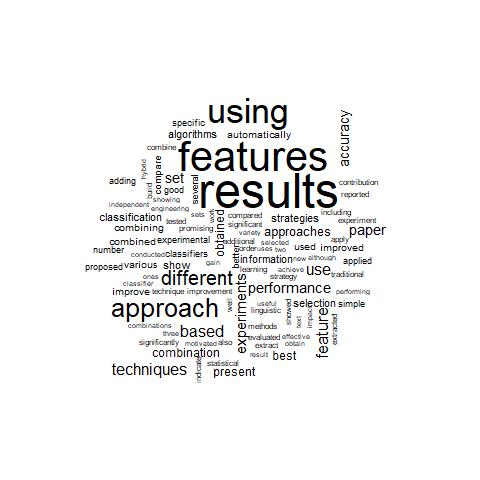 using
specific
algorithms automatically
accuracy
combine
features
hybrid
compare
set
adding
build
good
several
results
contribution
reported
independent
showing
engineering
classification
tested
sets
promising
work
obtained
compared
significant
strategies
including
experiment
combining
approaches
paper
combined experimental
additional
selected
apply
number
conducted classifiers
better
order uses two
used improved
information new although
proposed various show
gain
learning
achieve
use
applied
ones
different
strategy
traditional
classifier
performance
performing
improve technique improvement
experiments
selection simple
approach
well
useful
linguistic
showed
text
impact
feature
extracted
combinations
three
based
methods
significantly motivated also
evaluated effective
extract obtain
combination
result best
techniques
indicate
statistical
present